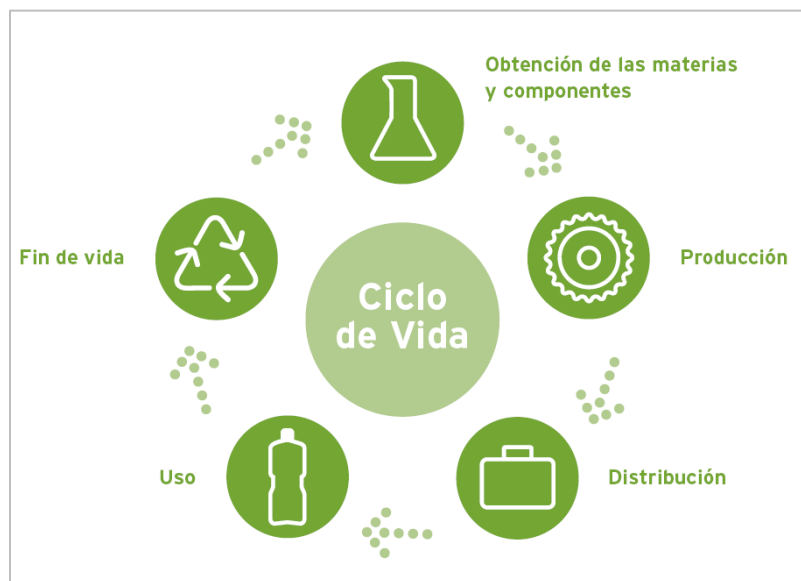 Obtención de las materias
y componentes
Producción
Distribución
Uso
Fin de vida
Ciclo
de Vida